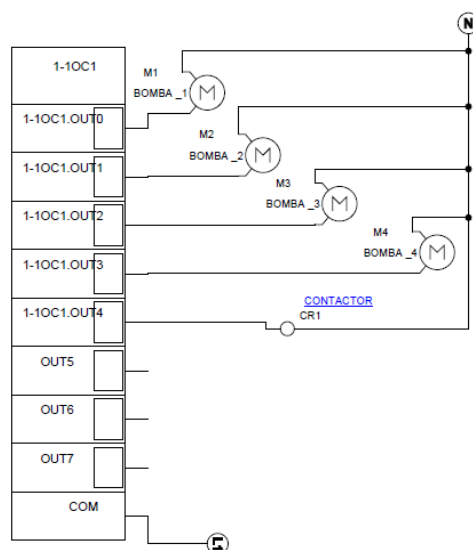 N
1-1OC1
M1
BOMBA _1
M
1-1OC1.OUT0
M2
BOMBA _2
M
1-1OC1.OUT1
M3
BOMBA _3
M
1-1OC1.OUT2
M4
BOMBA _4
M
1-1OC1.OUT3
CONTACTOR
CR1
1-1OC1.OUT4
OUT5
OUT6
OUT7
COM
L1